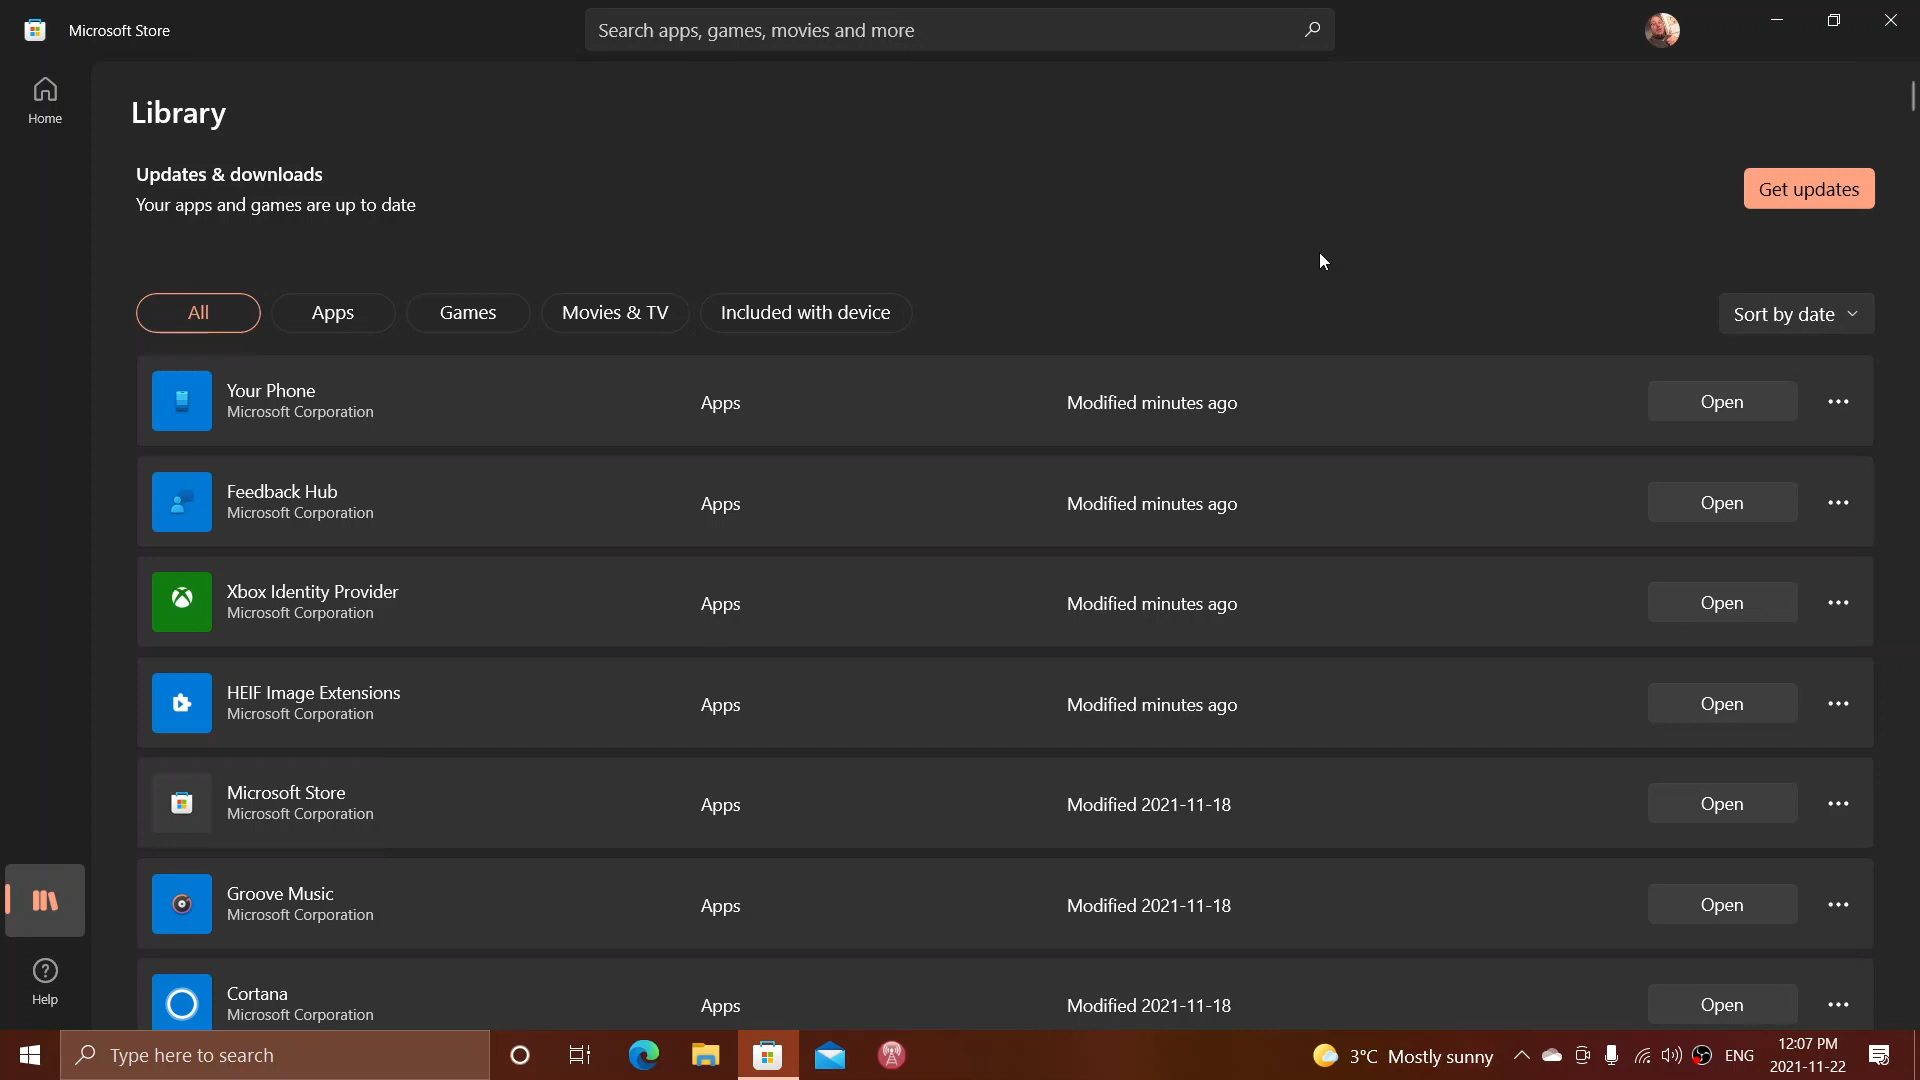 Microsoft Store
Search apps, games, movies and more
Home
Library
Updates & downloads
Your apps and games are up to date
Get updates
All
Apps
Games
Movies & TV
Included with device
Sort by date
Your Phone
Microsoft Corporation
Apps
Modified minutes ago
Open
Feedback Hub
Microsoft Corporation
Apps
Modified minutes ago
Open
Xbox Identity Provider
Microsoft Corporation
Apps
Modified minutes ago
Open
HEIF Image Extensions
Microsoft Corporation
Apps
Modified minutes ago
Open
Microsoft Store
Microsoft Corporation
Apps
Modified 2021-11-18
Open
Groove Music
Microsoft Corporation
Apps
Modified 2021-11-18
Open
Cortana
Microsoft Corporation
Apps
Modified 2021-11-18
Open
Help
Type here to search
3°C Mostly sunny
ENG
12:07 PM
2021-11-22